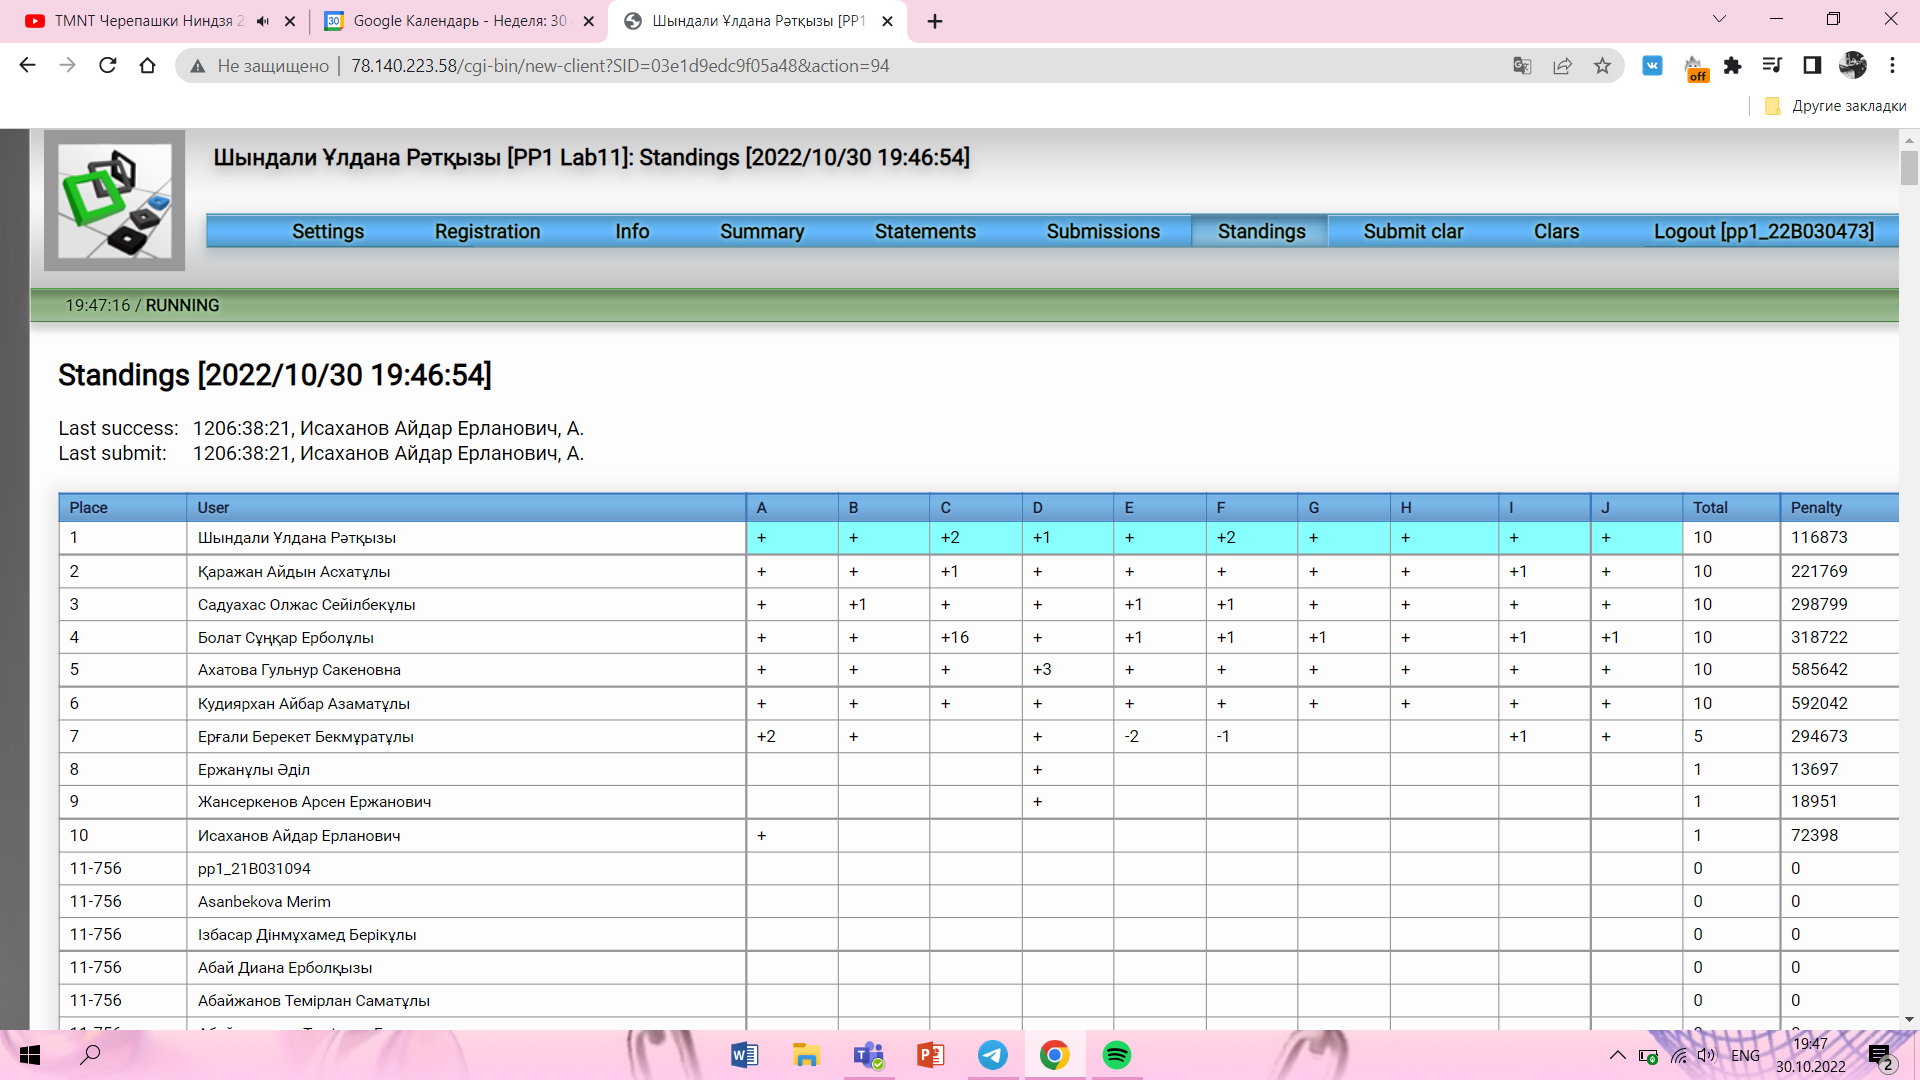 TMNT Черепашки Ниндзя 2
Google Календарь - Неделя: 30
Шындали Ұлдана Рәтқызы [PP1
Не защищено | 78.140.223.58/cgi-bin/new-client?SID=03e1d9edc9f05a48&action=94
off
Другие закладки
Шындали Ұлдана Рәтқызы [PP1 Lab11]: Standings [2022/10/30 19:46:54]
Settings Registration Info Summary Statements Submissions Standings Submit clar Clars Logout [pp1_22B030473]
19:47:16 / RUNNING
Standings [2022/10/30 19:46:54]
Last success: 1206:38:21, Исаханов Айдар Ерланович, A.
Last submit: 1206:38:21, Исаханов Айдар Ерланович, A.
Place User A B C D E F G H I J Total Penalty
1 Шындали Ұлдана Рәтқызы + + +2 +1 + +2 + + + + 10 116873
2 Қаражан Айдын Асхатұлы + + +1 + + + + + +1 + 10 221769
3 Садуахас Олжас Сейілбекұлы + +1 + + +1 +1 + + + + 10 298799
4 Болат Сұңқар Ерболұлы + + +16 + +1 +1 +1 + +1 +1 10 318722
5 Ахатова Гульнур Сакеновна + + + +3 + + + + + + 10 585642
6 Кудиярхан Айбар Азаматұлы + + + + + + + + + + 10 592042
7 Ерғали Берекет Бекмұратұлы +2 + + -2 -1 +1 + 5 294673
8 Ержанұлы Әділ + 1 13697
9 Жансеркенов Арсен Ержанович + 1 18951
10 Исаханов Айдар Ерланович + 1 72398
11-756 pp1_21B031094 0 0
11-756 Asanbekova Merim 0 0
11-756 Ізбасар Дінмұхамед Берікұлы 0 0
11-756 Абай Диана Ерболқызы 0 0
11-756 Абайжанов Темірлан Саматұлы 0 0
ENG
19:47
30.10.2022
2